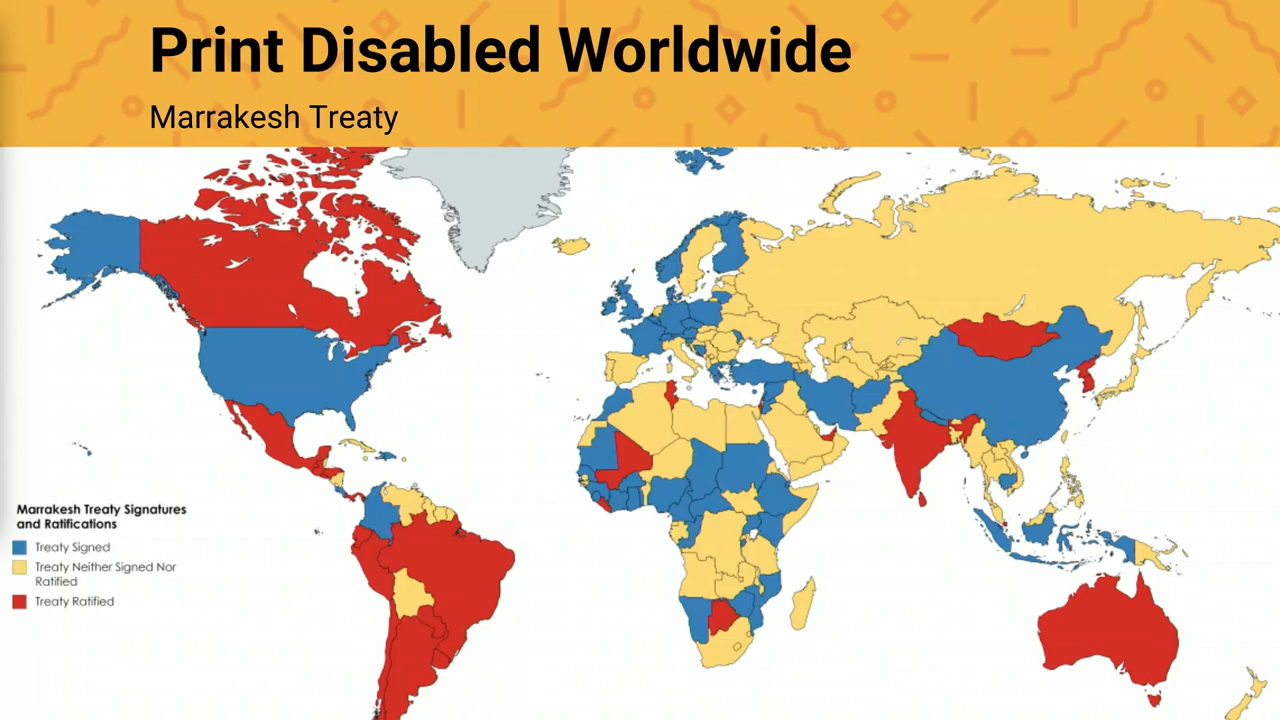 Print Disabled Worldwide
Marrakesh Treaty
Marrakesh Treaty Signatures
and Ratifications
Treaty Signed
Treaty Neither Signed Nor
Ratified
Treaty Ratified